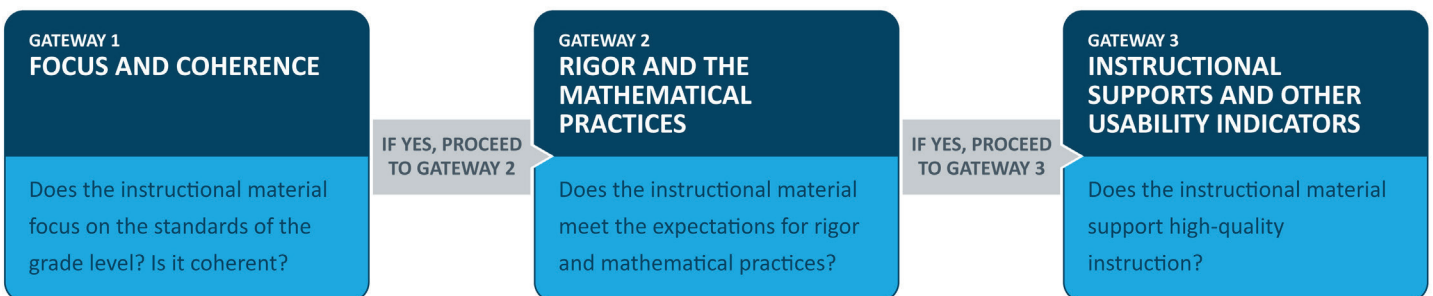 GATEWAY 1
FOCUS AND COHERENCE
Does the instructional material
focus on the standards of the
grade level? Is it coherent?
IF YES, PROCEED
TO GATEWAY 2
GATEWAY 2
RIGOR AND THE
MATHEMATICAL
PRACTICES
Does the instructional material
meet the expectations for rigor
and mathematical practices?
IF YES, PROCEED
TO GATEWAY 3
GATEWAY 3
INSTRUCTIONAL
SUPPORTS AND OTHER
USABILITY INDICATORS
Does the instructional material
support high-quality
instruction?